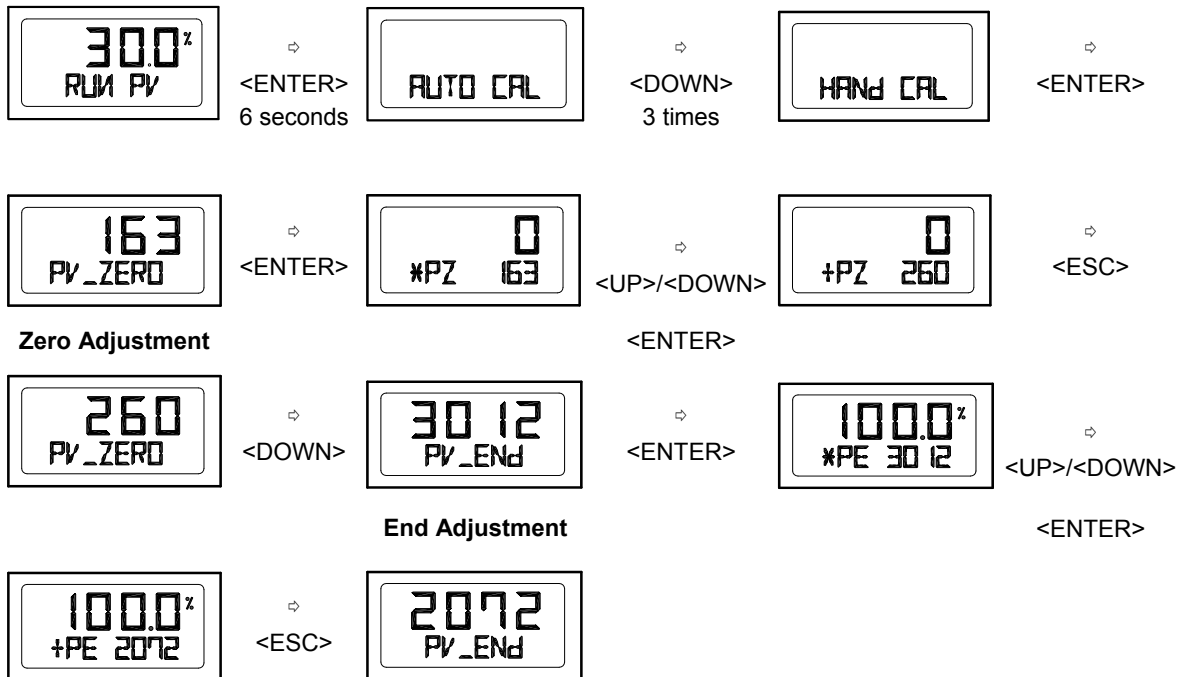 30.0%
RUN PV
⇨
<ENTER>
6 seconds
AUTO CAL
⇨
<DOWN>
3 times
HANd CAL
⇨
<ENTER>
163
PV_ZERO
⇨
<ENTER>
0
*PZ 163
⇨
<UP>/<DOWN>
<ENTER>
0
+PZ 260
⇨
<ESC>
Zero Adjustment
260
PV_ZERO
⇨
<DOWN>
3012
PV_ENd
⇨
<ENTER>
100.0%
*PE 3012
⇨
<UP>/<DOWN>
<ENTER>
End Adjustment
100.0%
+PE 2072
⇨
<ESC>
2072
PV_ENd